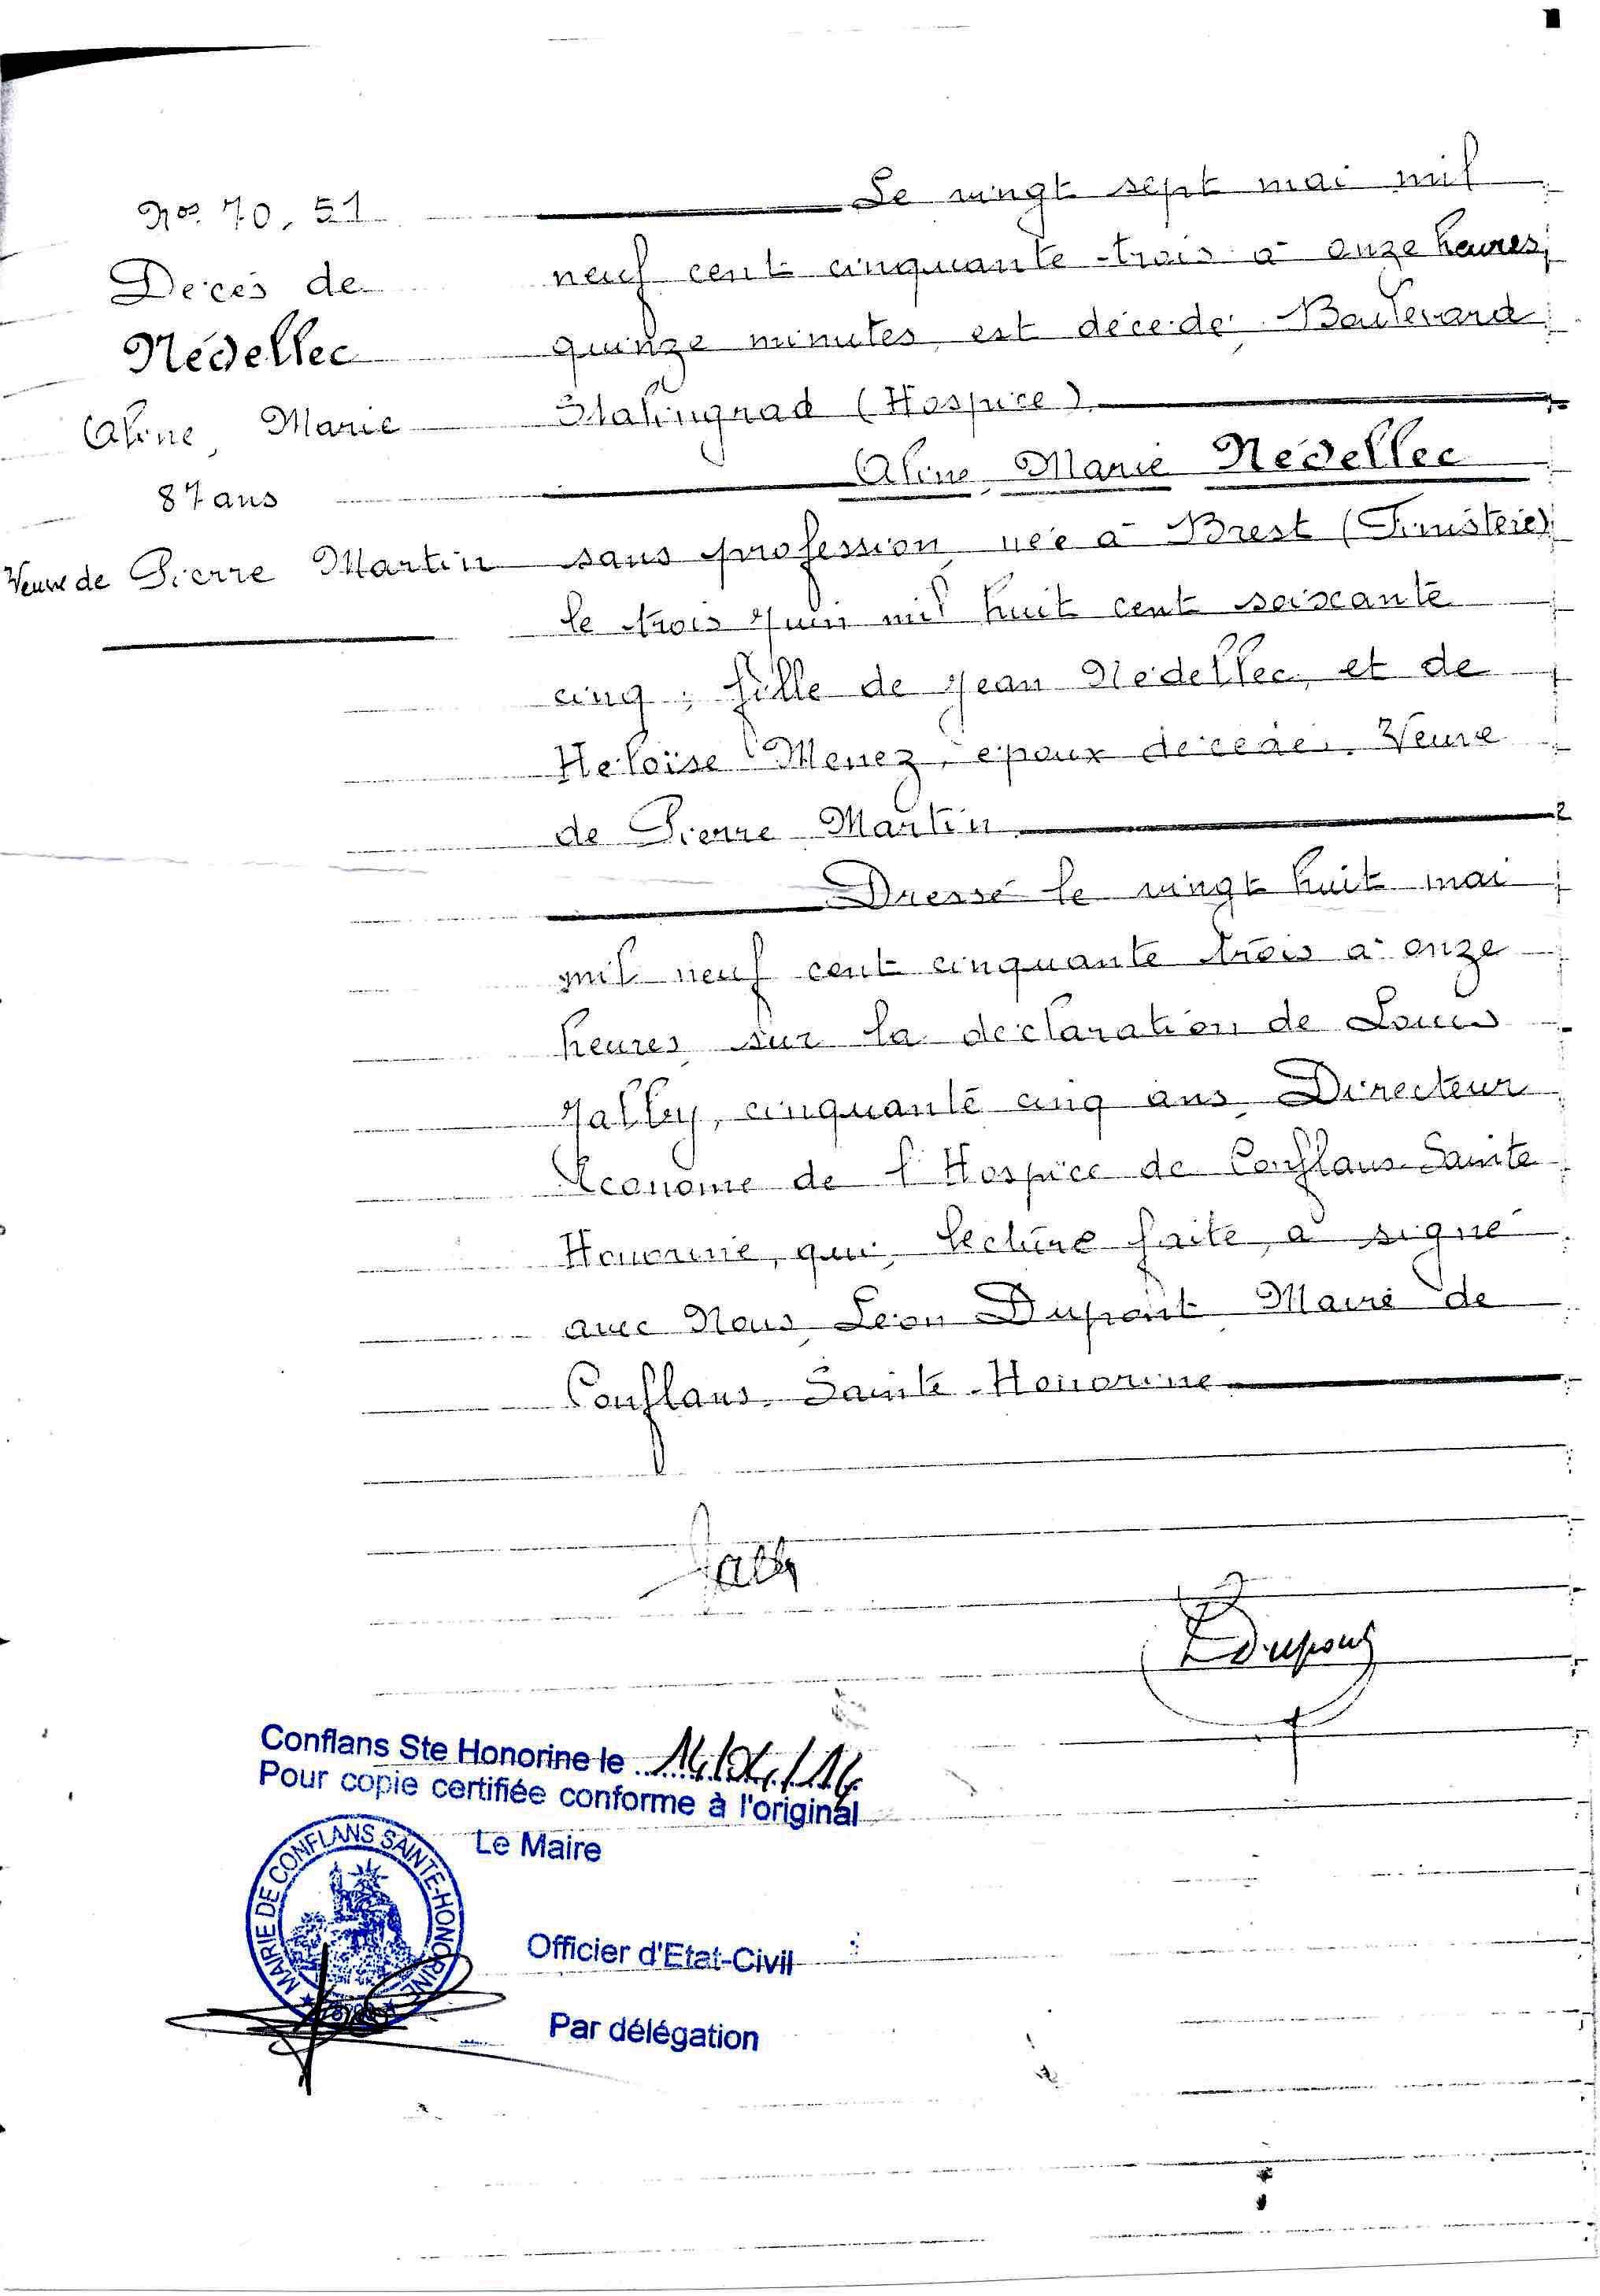 Nos. 70, 51
Décès de
Nédellec
Aline, Marie
87 ans
Veuve de Pierre Martin
Le vingt sept mai mil
neuf cent cinquante-trois à onze heures,
quinze minutes, est décédé, Boulevard
Stalingrad (Hospice)
Aline, Marie Nédellec
sans profession, née à Brest (Finistère)
le trois Juin mil huit cent soixante
cinq; fille de Jean Nédellec, et de
Héloïse Menez, époux décédés. Veuve
de Pierre Martin.
Dressé le vingt huit mai
mil neuf cent cinquante trois à onze
heures, sur la déclaration de Louis
Jalby, cinquante cinq ans, Directeur
Econome de l'Hospice de Conflans-Sainte
Honorine, qui, lecture faite, a signé
avec Nous, Léon Dupont, Maire de
Conflans-Sainte-Honorine.
Jalby
LDupont
Conflans Ste Honorine le 14/04/14
Pour copie certifiée conforme à l'original
Le Maire
MAIRIE DE CONFLANS SAINTE-HONORINE
Officier d'Etat-Civil
Par délégation